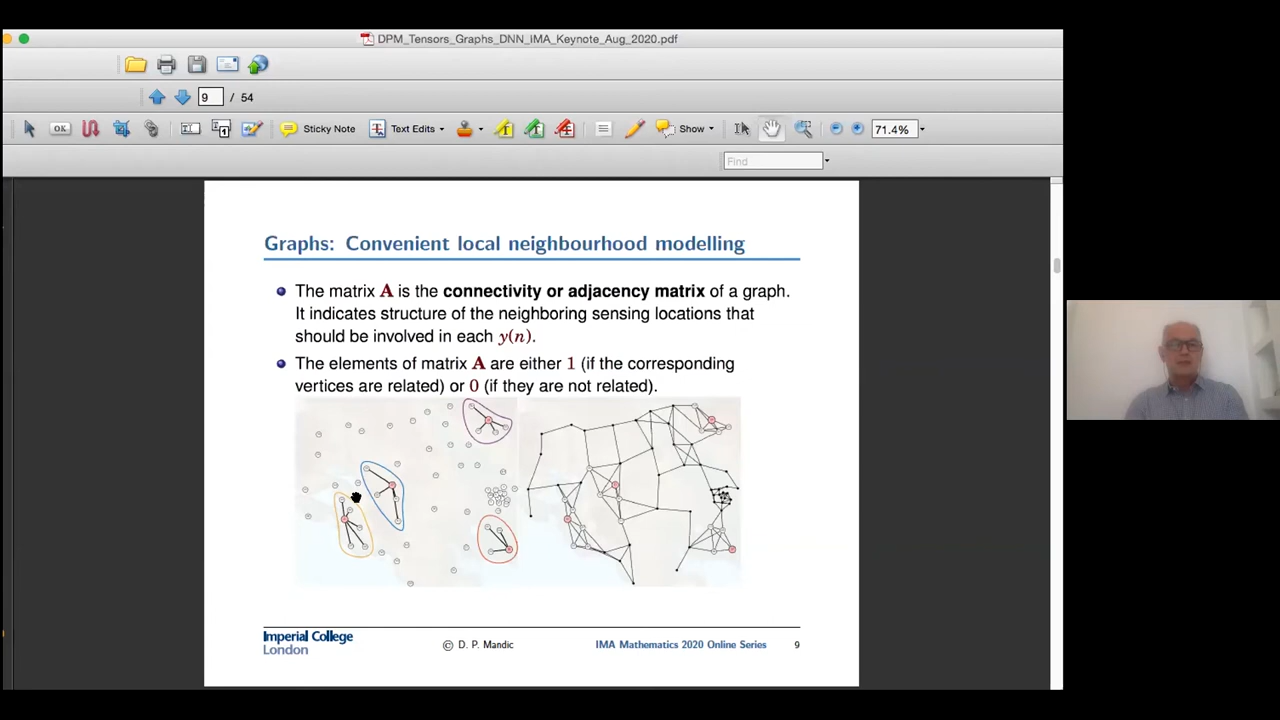 DPM_Tensors_Graphs_DNN_IMA_Keynote_Aug_2020.pdf
9 / 54
OK Sticky Note Text Edits Show 71.4%
Find
Graphs: Convenient local neighbourhood modelling
The matrix A is the connectivity or adjacency matrix of a graph.
It indicates structure of the neighboring sensing locations that
should be involved in each y(n).
The elements of matrix A are either 1 (if the corresponding
vertices are related) or 0 (if they are not related).
Imperial College
London
© D. P. Mandic
IMA Mathematics 2020 Online Series
9